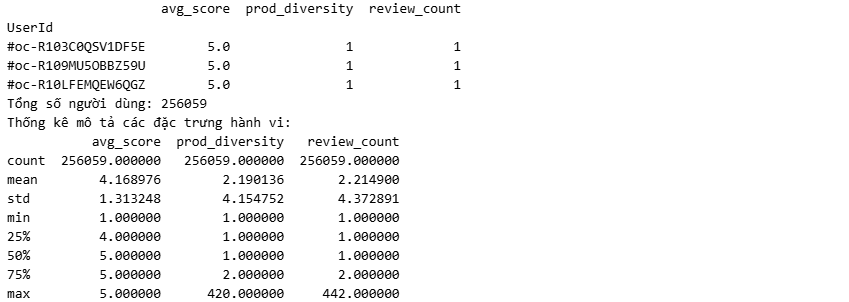 avg_score prod_diversity review_count
UserId
#oc-R103C0QSV1DF5E 5.0 1 1
#oc-R109MU5OBBZ59U 5.0 1 1
#oc-R10LFEMQEW6QGZ 5.0 1 1
Tổng số người dùng: 256059
Thống kê mô tả các đặc trưng hành vi:
avg_score prod_diversity review_count
count 256059.000000 256059.000000 256059.000000
mean 4.168976 2.190136 2.214900
std 1.313248 4.154752 4.372891
min 1.000000 1.000000 1.000000
25% 4.000000 1.000000 1.000000
50% 5.000000 1.000000 1.000000
75% 5.000000 2.000000 2.000000
max 5.000000 420.000000 442.000000